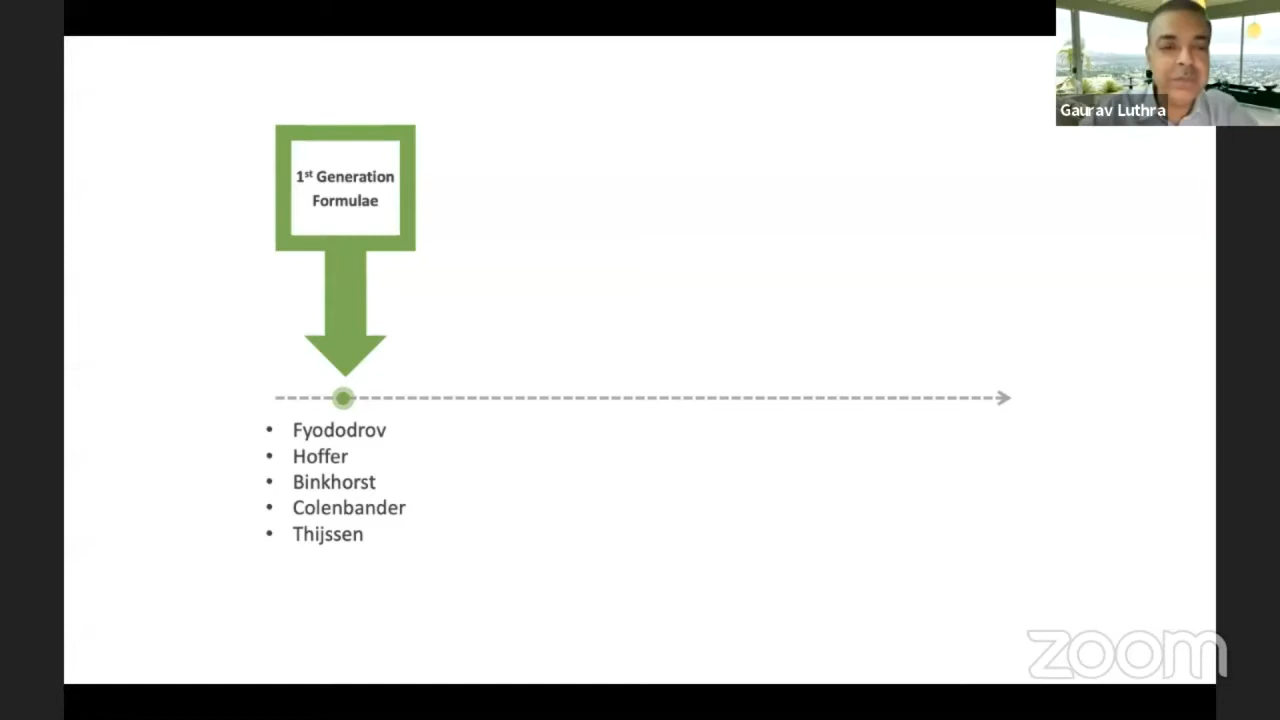 Gaurav Luthra
1st Generation
Formulae
• Fyododrov
• Hoffer
• Binkhorst
• Colenbander
• Thijssen
zoom